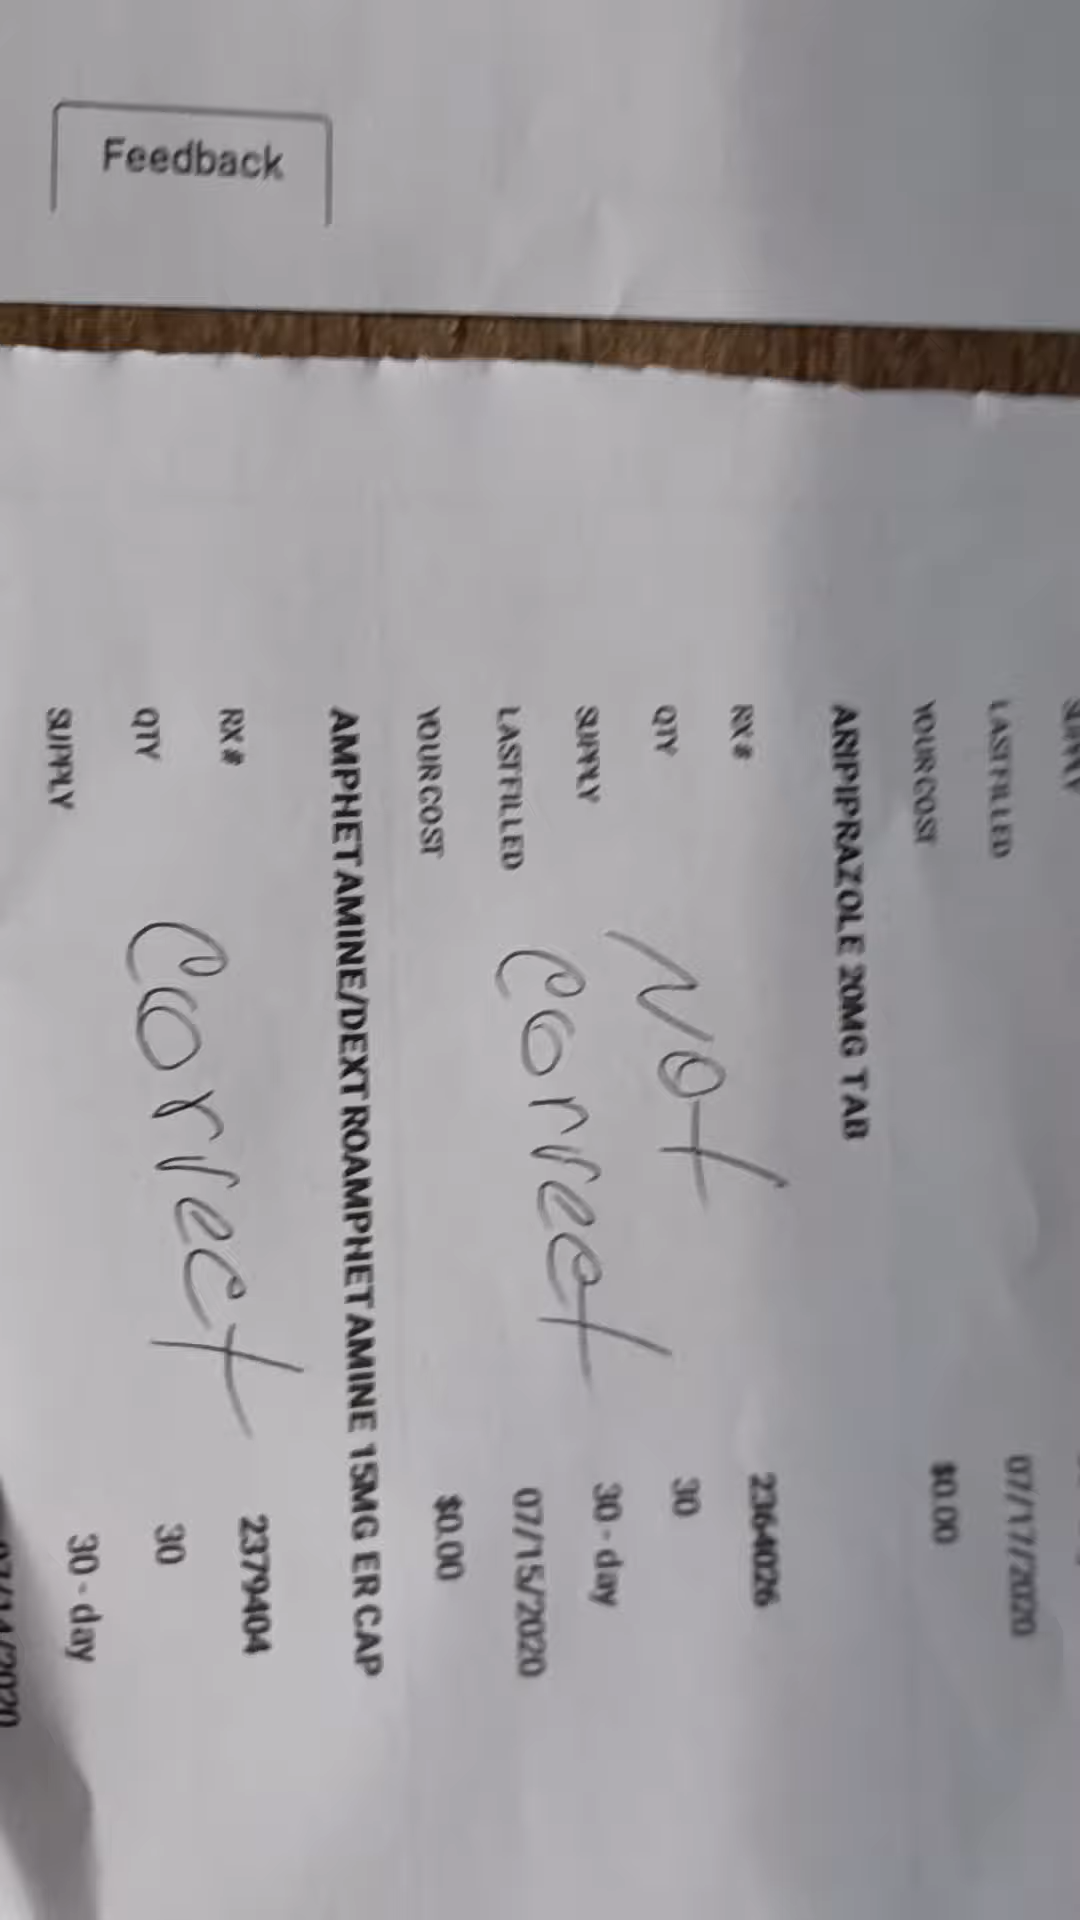 Feedback
LAST FILLED 07/17/2020
YOUR COST $0.00
ARIPIPRAZOLE 20MG TAB
RX # 2364026
QTY 30
Not
SUPPLY 30 - day
LAST FILLED 07/15/2020
Correct
YOUR COST $0.00
AMPHETAMINE/DEXTROAMPHETAMINE 15MG ER CAP
RX # 2379404
QTY 30
Correct
SUPPLY 30 - day